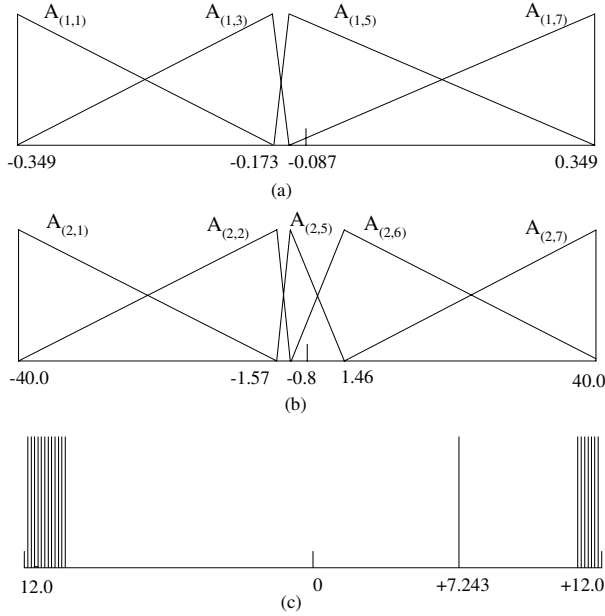 A(1,1) A(1,3) A(1,5) A(1,7)
-0.349 -0.173 -0.087 0.349
(a)
A(2,1) A(2,2) A(2,5) A(2,6) A(2,7)
-40.0 -1.57 -0.8 1.46 40.0
(b)
12.0 0 +7.243 +12.0
(c)